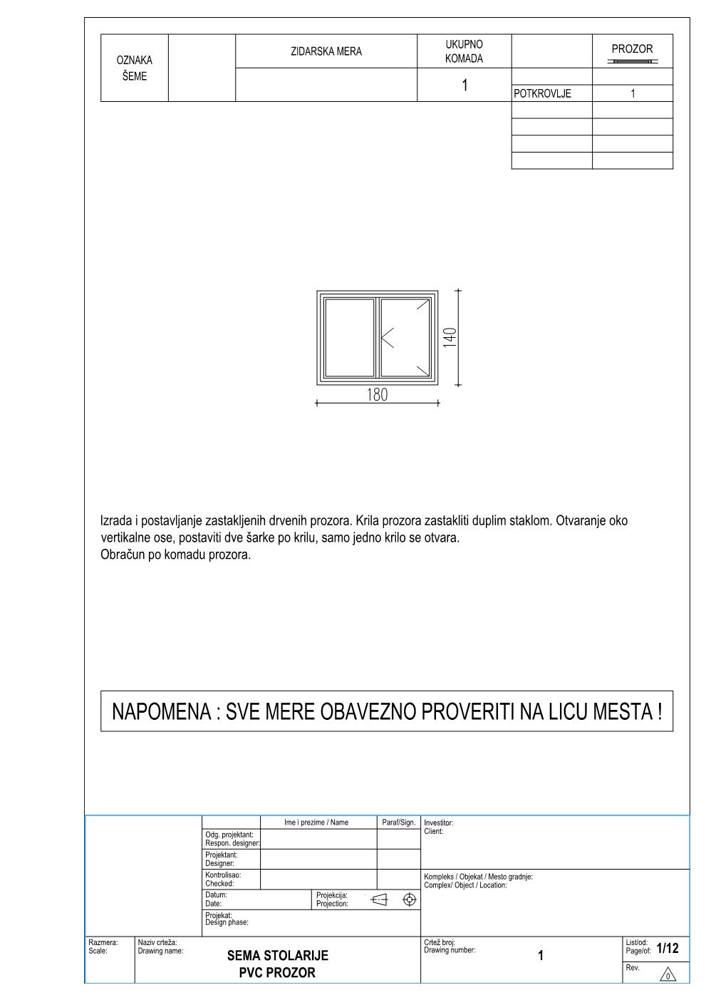 OZNAKA
ŠEME
ZIDARSKA MERA
UKUPNO
KOMADA
1
PROZOR
POTKROVLJE 1
140
180
Izrada i postavljanje zastakljenih drvenih prozora. Krila prozora zastakliti duplim staklom. Otvaranje oko
vertikalne ose, postaviti dve šarke po krilu, samo jedno krilo se otvara.
Obračun po komadu prozora.
NAPOMENA : SVE MERE OBAVEZNO PROVERITI NA LICU MESTA !
Ime i prezime / Name
Paraf/Sign.
Odg. projektant:
Respon. designer:
Projektant:
Designer:
Kontrolisao:
Checked:
Datum:
Date:
Projekcija:
Projection:
Projekat:
Design phase:
Investitor:
Client:
Kompleks / Objekat / Mesto gradnje:
Complex/ Object / Location:
Razmera:
Scale:
Naziv crteža:
Drawing name:
SEMA STOLARIJE
PVC PROZOR
Crtež broj:
Drawing number:
1
List/od:
Page/of: 1/12
Rev.
0